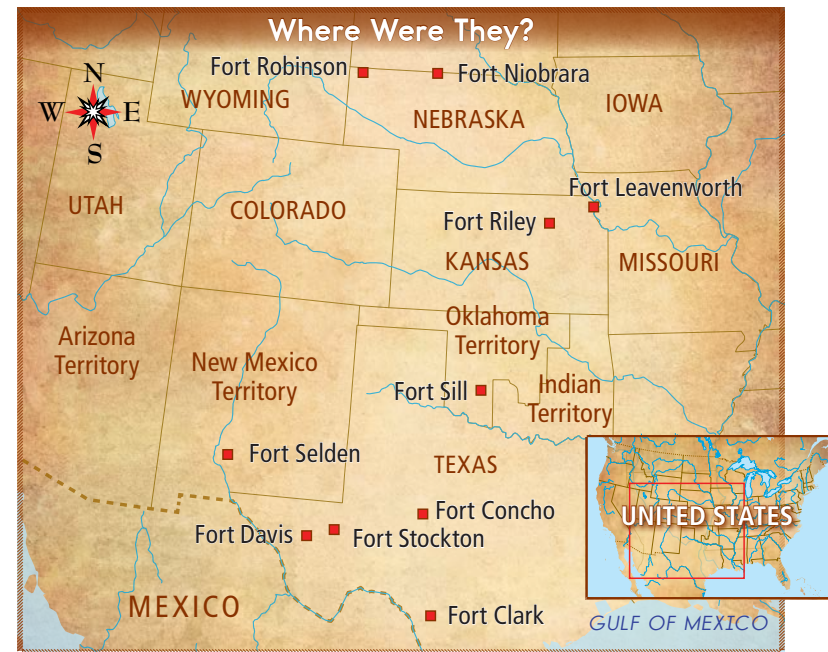 Where Were They?
N
W
E
S
Fort Robinson
Fort Niobrara
WYOMING
NEBRASKA
IOWA
UTAH
COLORADO
Fort Leavenworth
Fort Riley
KANSAS
MISSOURI
Arizona
Territory
New Mexico
Territory
Oklahoma
Territory
Fort Sill
Indian
Territory
Fort Selden
TEXAS
Fort Concho
Fort Davis
Fort Stockton
UNITED STATES
MEXICO
Fort Clark
GULF OF MEXICO